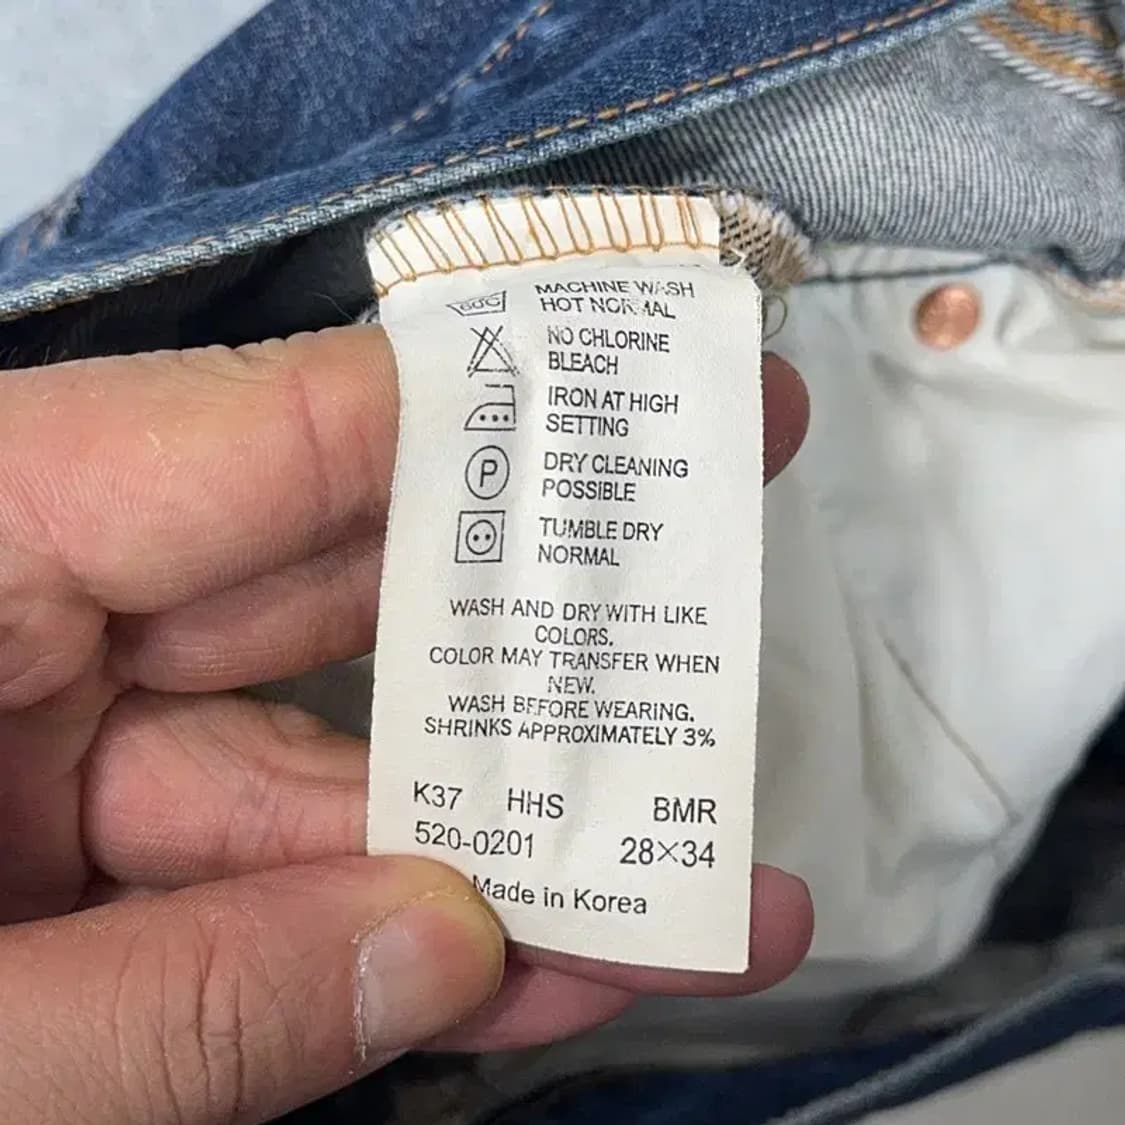 60C MACHINE WASH
HOT NORMAL
NO CHLORINE
BLEACH
IRON AT HIGH
SETTING
P DRY CLEANING
POSSIBLE
TUMBLE DRY
NORMAL
WASH AND DRY WITH LIKE
COLORS.
COLOR MAY TRANSFER WHEN
NEW.
WASH BEFORE WEARING.
SHRINKS APPROXIMATELY 3%
K37 HHS BMR
520-0201 28×34
Made in Korea